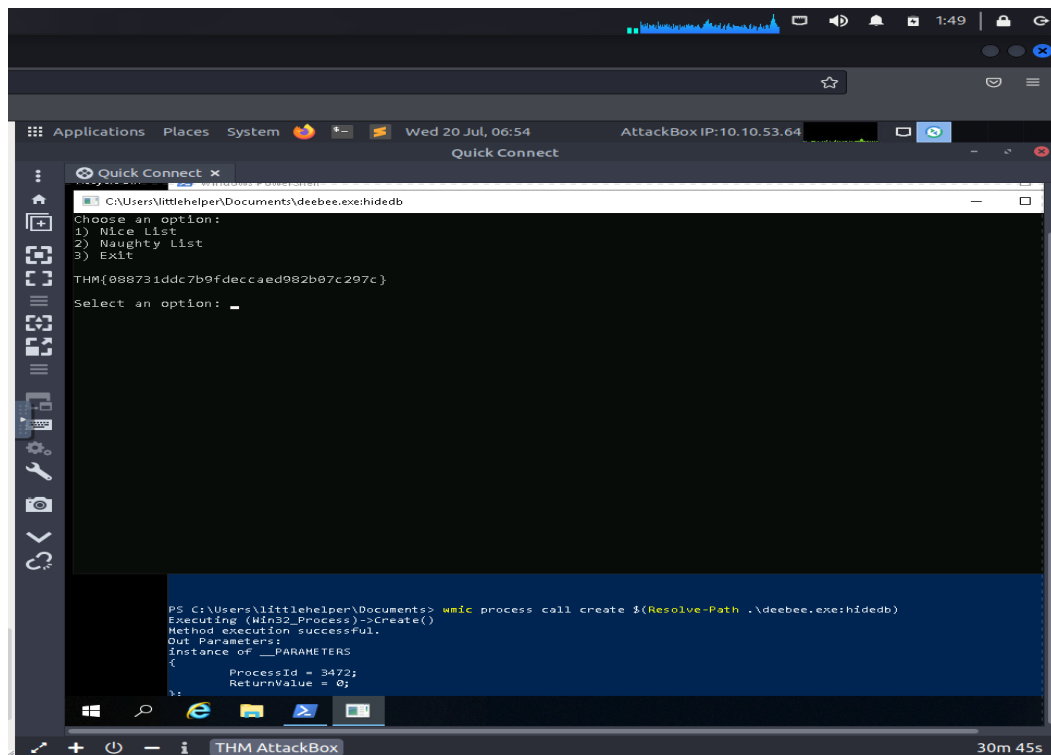 1:49
Applications Places System Wed 20 Jul, 06:54 AttackBox IP:10.10.53.64
Quick Connect
Quick Connect
C:\Users\littlehelper\Documents\deebee.exe:hidedb
Choose an option:
1) Nice List
2) Naughty List
3) Exit
THM{088731ddc7b9fdeccaed982b07c297c}
Select an option:
PS C:\Users\littlehelper\Documents> wmic process call create $(Resolve-Path .\deebee.exe:hidedb)
Executing (Win32_Process)->Create()
Method execution successful.
Out Parameters:
instance of __PARAMETERS
{
ProcessId = 3472;
ReturnValue = 0;
};
THM AttackBox 30m 45s